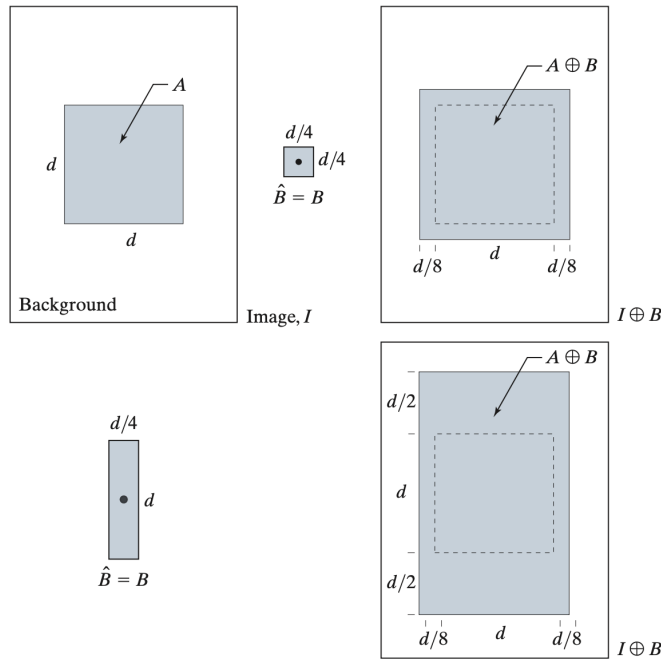 A
d
d
Background
Image, I
d/4
d/4
B̂ = B
A ⊕ B
d
d/8
d/8
I ⊕ B
d/4
d
B̂ = B
A ⊕ B
d/2
d
d/2
d/8
d
d/8
I ⊕ B